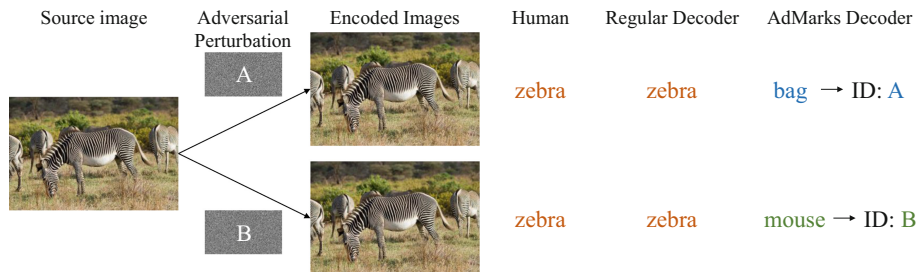 Source image
Adversarial
Perturbation
Encoded Images
Human
Regular Decoder
AdMarks Decoder
A
zebra
zebra
bag → ID: A
B
zebra
zebra
mouse → ID: B